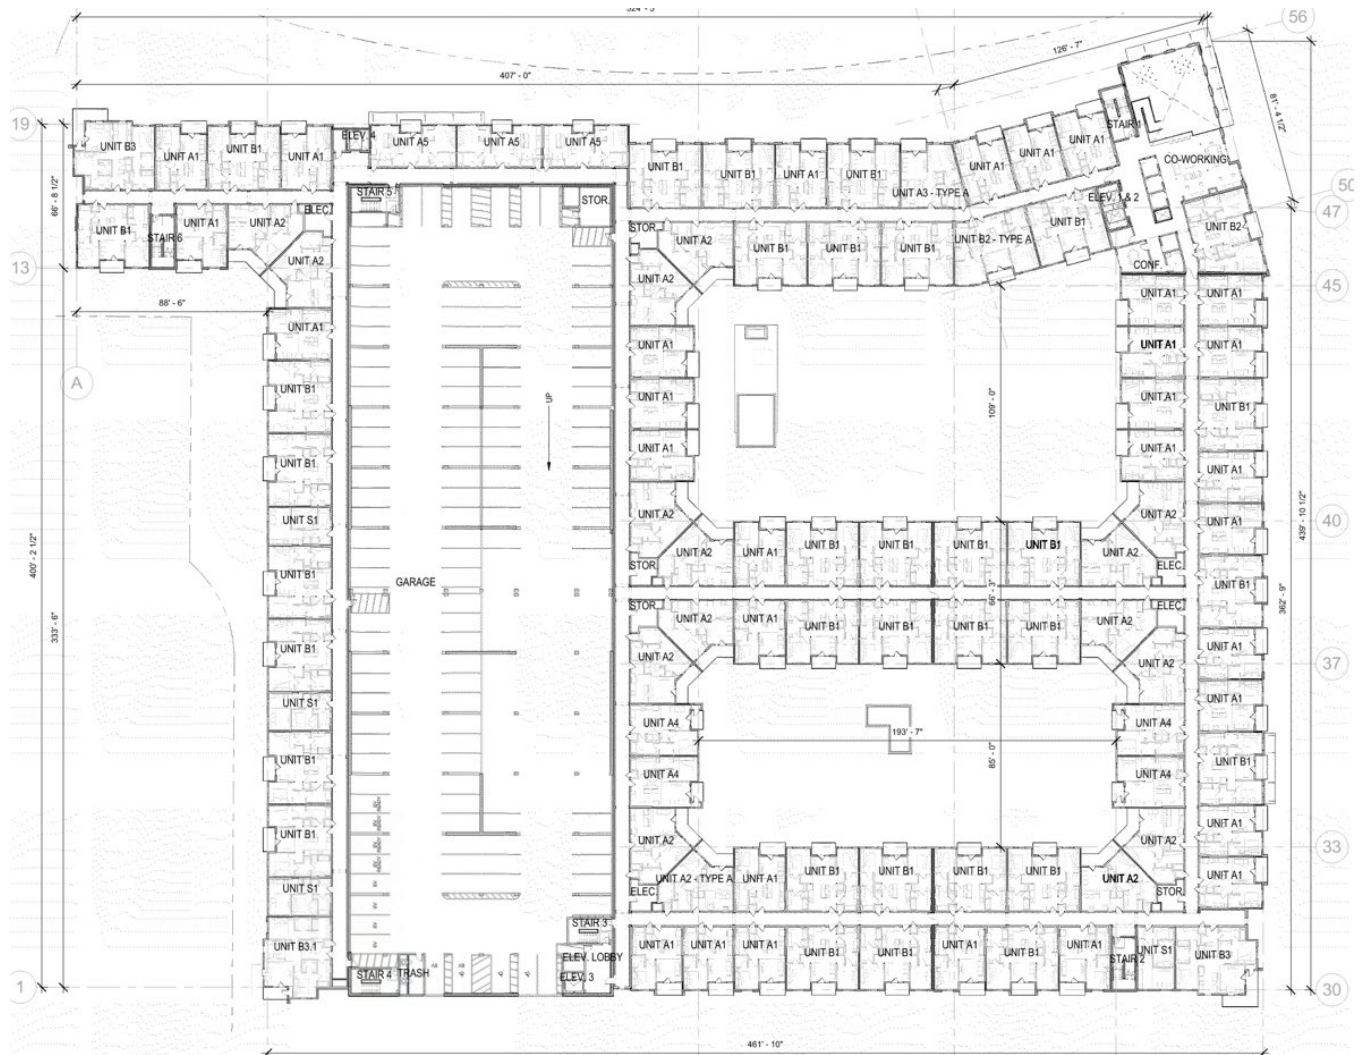 524' - 5"
56
126' - 7"
407' - 0"
81' - 4 1/2"
19
ELEV. 4
STAIR 1
UNIT B3
UNIT A1
UNIT B1
UNIT A1
UNIT A5
UNIT A5
UNIT A5
CO-WORKING
UNIT B1
UNIT B1
UNIT A1
UNIT B1
UNIT A3 - TYPE A
UNIT A1
UNIT A1
UNIT A1
50
66' - 8 1/2"
STAIR 5
STOR.
ELEV. 1 & 2
47
ELEC.
UNIT B1
STAIR 6
UNIT A1
UNIT A2
STOR.
UNIT A2
UNIT B1
UNIT B1
UNIT B1
UNIT B2 - TYPE A
UNIT B1
UNIT B2
13
UNIT A2
UNIT A2
CONF.
45
88' - 6"
UNIT A1
UNIT A1
UNIT A1
UNIT A1
UNIT A1
UNIT A1
A
UNIT B1
UNIT A1
UP
109' - 0"
UNIT A1
UNIT B1
UNIT B1
UNIT A1
UNIT A1
UNIT A1
UNIT S1
UNIT A2
UNIT A2
UNIT A1
40
439' - 10 1/2"
400' - 2 1/2"
UNIT B1
UNIT A2
UNIT A1
UNIT B1
UNIT B1
UNIT B1
UNIT B1
UNIT A2
STOR.
ELEC.
GARAGE
66' - 3"
UNIT B1
362' - 9"
333' - 6"
STOR.
ELEC.
UNIT A2
UNIT B1
UNIT B1
UNIT B1
UNIT B1
UNIT B1
UNIT A2
UNIT B1
UNIT A2
UNIT A2
UNIT A1
37
UNIT S1
UNIT A4
UNIT A4
UNIT A1
193' - 7"
UNIT B1
UNIT A4
85' - 0"
UNIT A4
UNIT B1
UNIT B1
UNIT A2
UNIT A2
UNIT A1
33
UNIT S1
UNIT A2 - TYPE A
UNIT A1
UNIT B1
UNIT B1
UNIT B1
UNIT B1
UNIT A2
UNIT A1
ELEC.
STOR.
STAIR 3
UNIT B3.1
ELEV. LOBBY
UNIT A1
UNIT A1
UNIT A1
UNIT B1
UNIT B1
UNIT A1
UNIT B1
UNIT A1
STAIR 2
UNIT S1
UNIT B3
STAIR 4
TRASH
ELEV. 3
1
30
461' - 10"